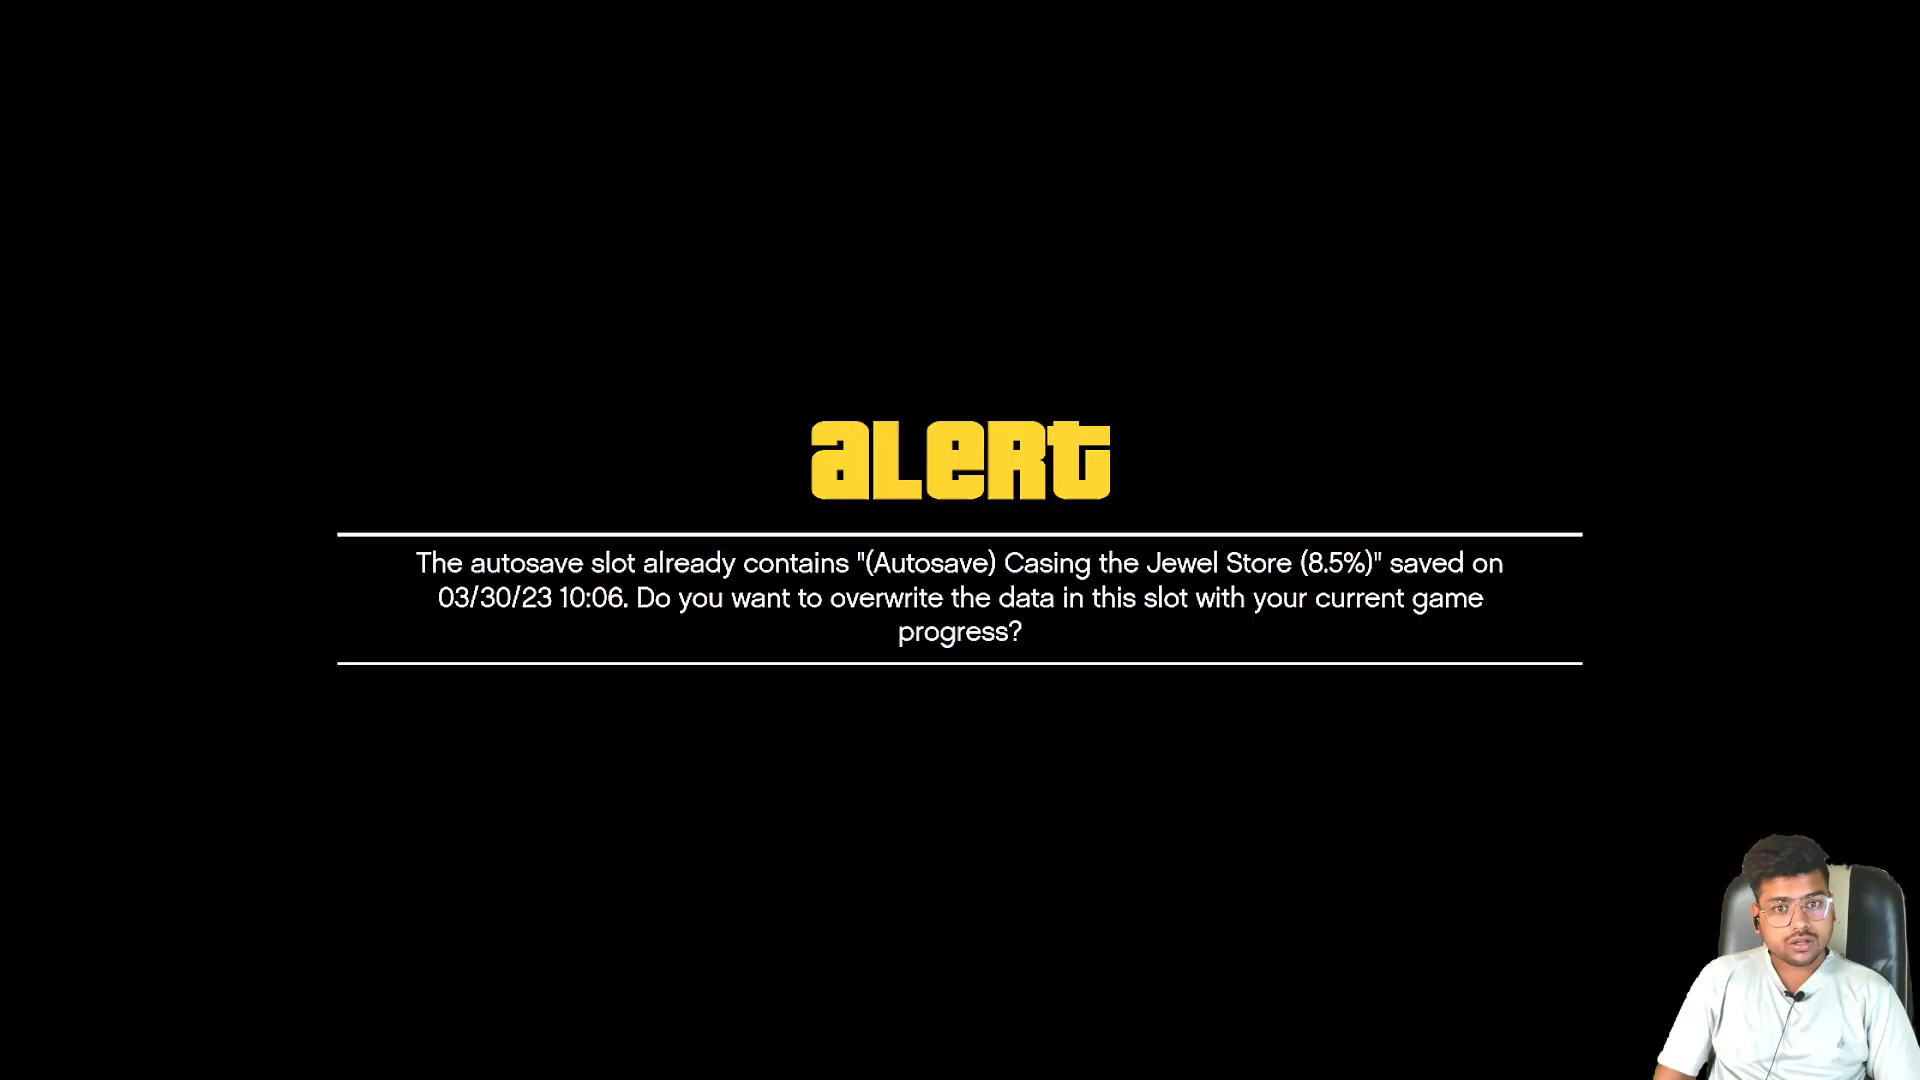 aLeRt
The autosave slot already contains "(Autosave) Casing the Jewel Store (8.5%)" saved on
03/30/23 10:06. Do you want to overwrite the data in this slot with your current game
progress?